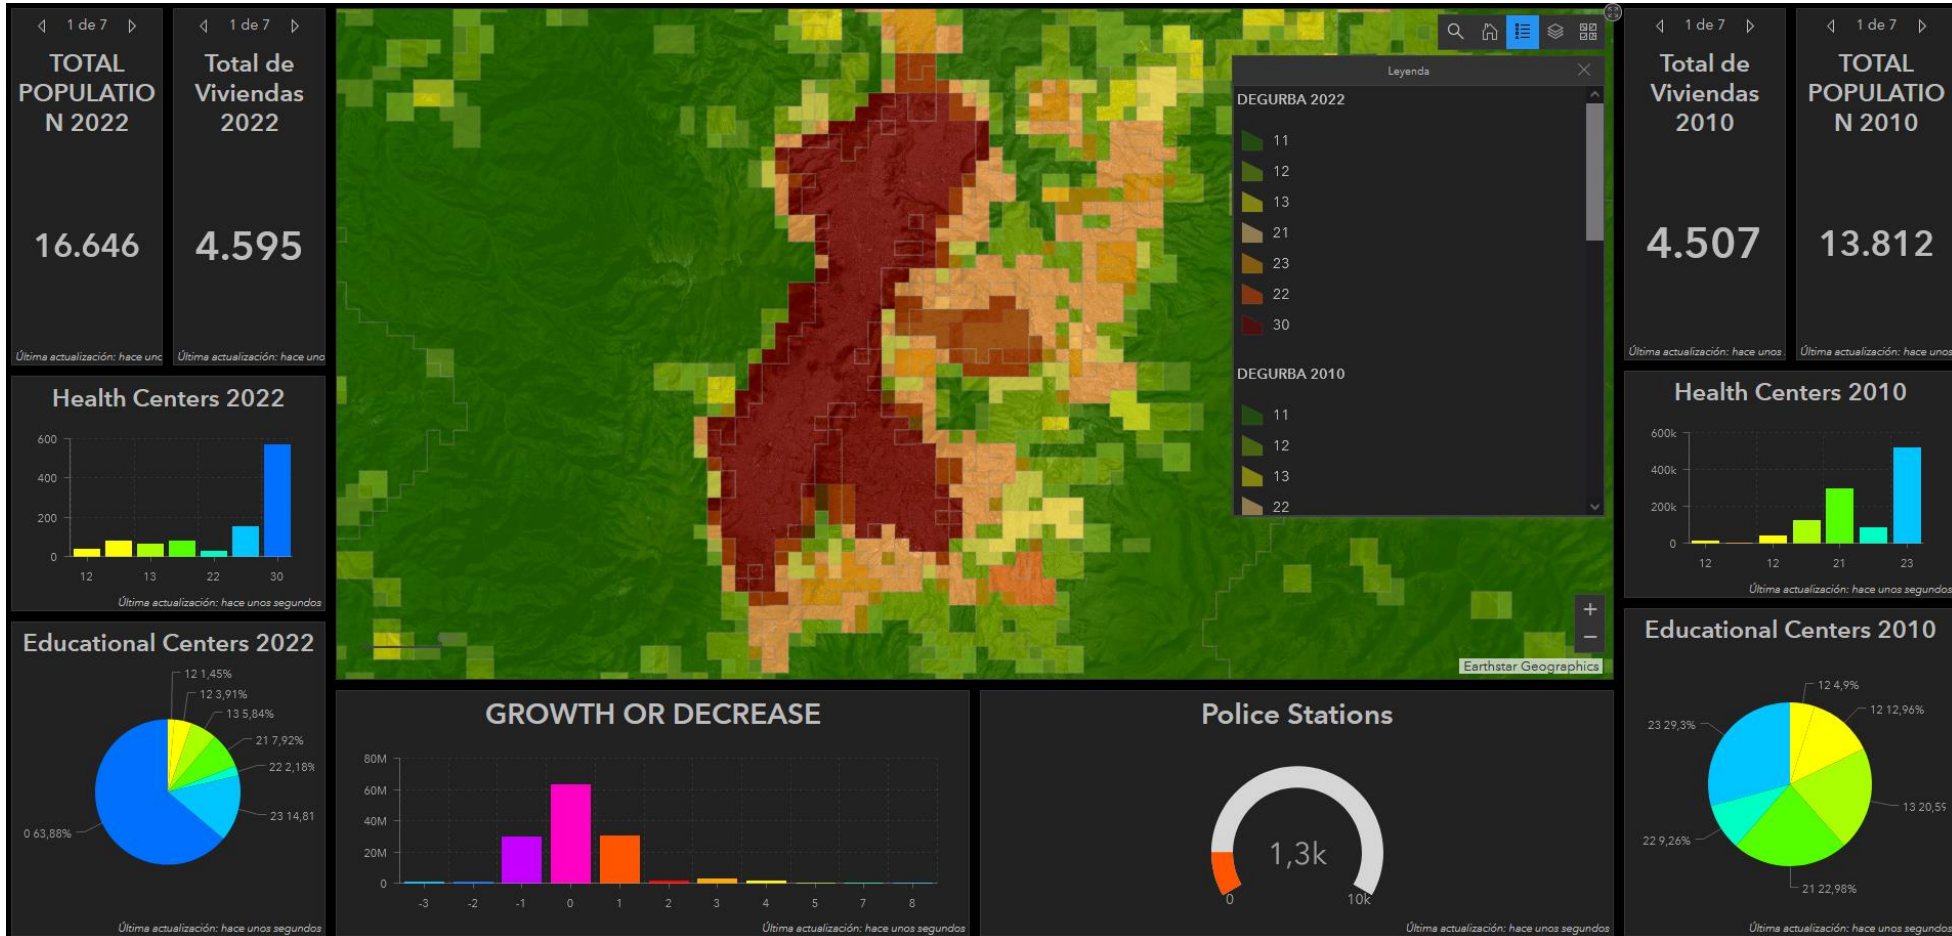 1 de 7
TOTAL
POPULATIO
N 2022
16.646
Última actualización: hace unc
1 de 7
Total de
Viviendas
2022
4.595
Última actualización: hace uno
Leyenda
DEGURBA 2022
11
12
13
21
23
22
30
DEGURBA 2010
11
12
13
22
Earthstar Geographics
1 de 7
Total de
Viviendas
2010
4.507
Última actualización: hace unos
1 de 7
TOTAL
POPULATIO
N 2010
13.812
Última actualización: hace unos
Health Centers 2022
600
400
200
0
12 13 22 30
Última actualización: hace unos segundos
Health Centers 2010
600k
400k
200k
0
12 12 21 23
Última actualización: hace unos segundos
Educational Centers 2022
12 1,45%
12 3,91%
13 5,84%
21 7,92%
22 2,18%
23 14,81
0 63,88%
Última actualización: hace unos segundos
GROWTH OR DECREASE
80M
60M
40M
20M
0
-3 -2 -1 0 1 2 3 4 5 7 8
Última actualización: hace unos segundos
Police Stations
1,3k
0 10k
Última actualización: hace unos segundos
Educational Centers 2010
12 4,9%
12 12,96%
23 29,3%
13 20,59
22 9,26%
21 22,98%
Última actualización: hace unos segundos